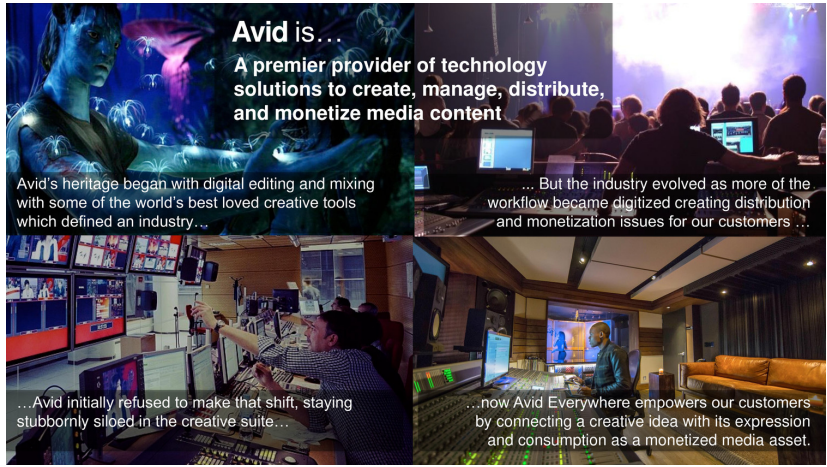 Avid is…
A premier provider of technology
solutions to create, manage, distribute,
and monetize media content
Avid's heritage began with digital editing and mixing
with some of the world's best loved creative tools
which defined an industry…
... But the industry evolved as more of the
workflow became digitized creating distribution
and monetization issues for our customers …
…Avid initially refused to make that shift, staying
stubbornly siloed in the creative suite…
…now Avid Everywhere empowers our customers
by connecting a creative idea with its expression
and consumption as a monetized media asset.